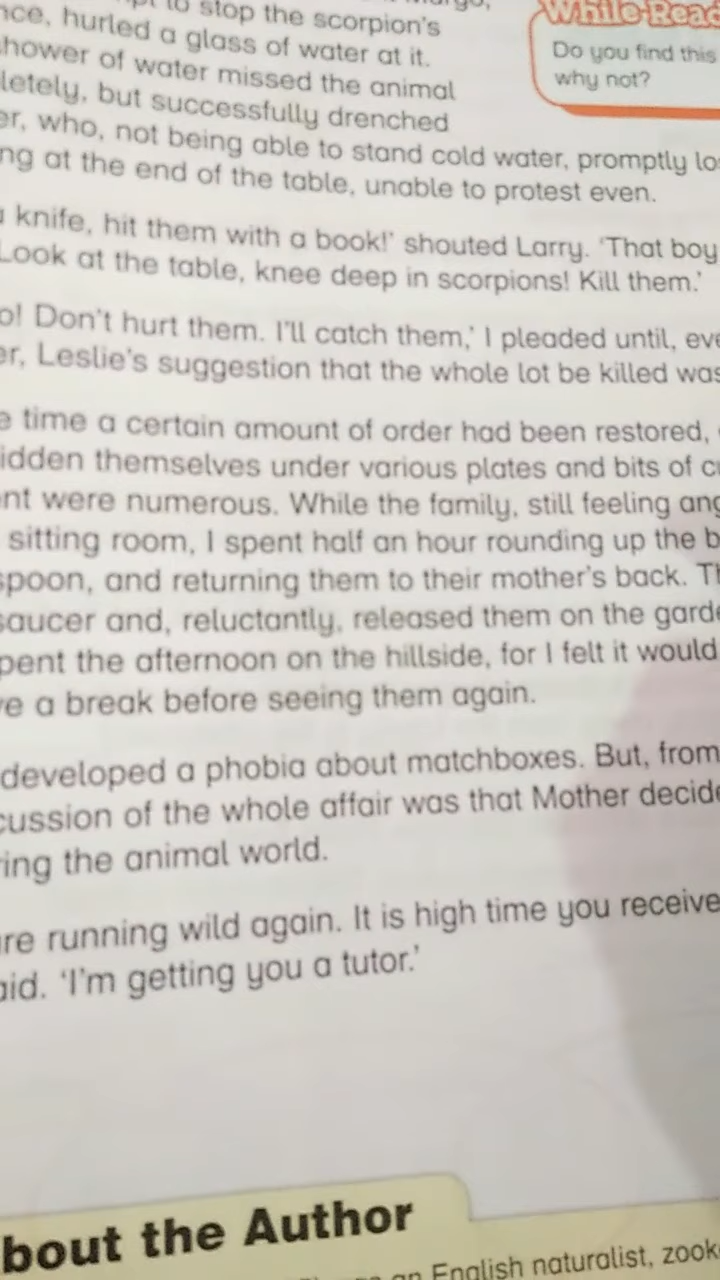 to stop the scorpion's
nce, hurled a glass of water at it.
hower of water missed the animal
letely, but successfully drenched
er, who, not being able to stand cold water, promptly los
ng at the end of the table, unable to protest even.
knife, hit them with a book!' shouted Larry. 'That boy
Look at the table, knee deep in scorpions! Kill them.'
o! Don't hurt them. I'll catch them,' I pleaded until, eve
er, Leslie's suggestion that the whole lot be killed was
e time a certain amount of order had been restored,
idden themselves under various plates and bits of cu
nt were numerous. While the family, still feeling ang
sitting room, I spent half an hour rounding up the b
spoon, and returning them to their mother's back. Th
saucer and, reluctantly, released them on the garde
pent the afternoon on the hillside, for I felt it would
ve a break before seeing them again.
developed a phobia about matchboxes. But, from
cussion of the whole affair was that Mother decide
ring the animal world.
are running wild again. It is high time you receive
aid. 'I'm getting you a tutor.'
While-Read
Do you find this
why not?
bout the Author
an English naturalist, zook